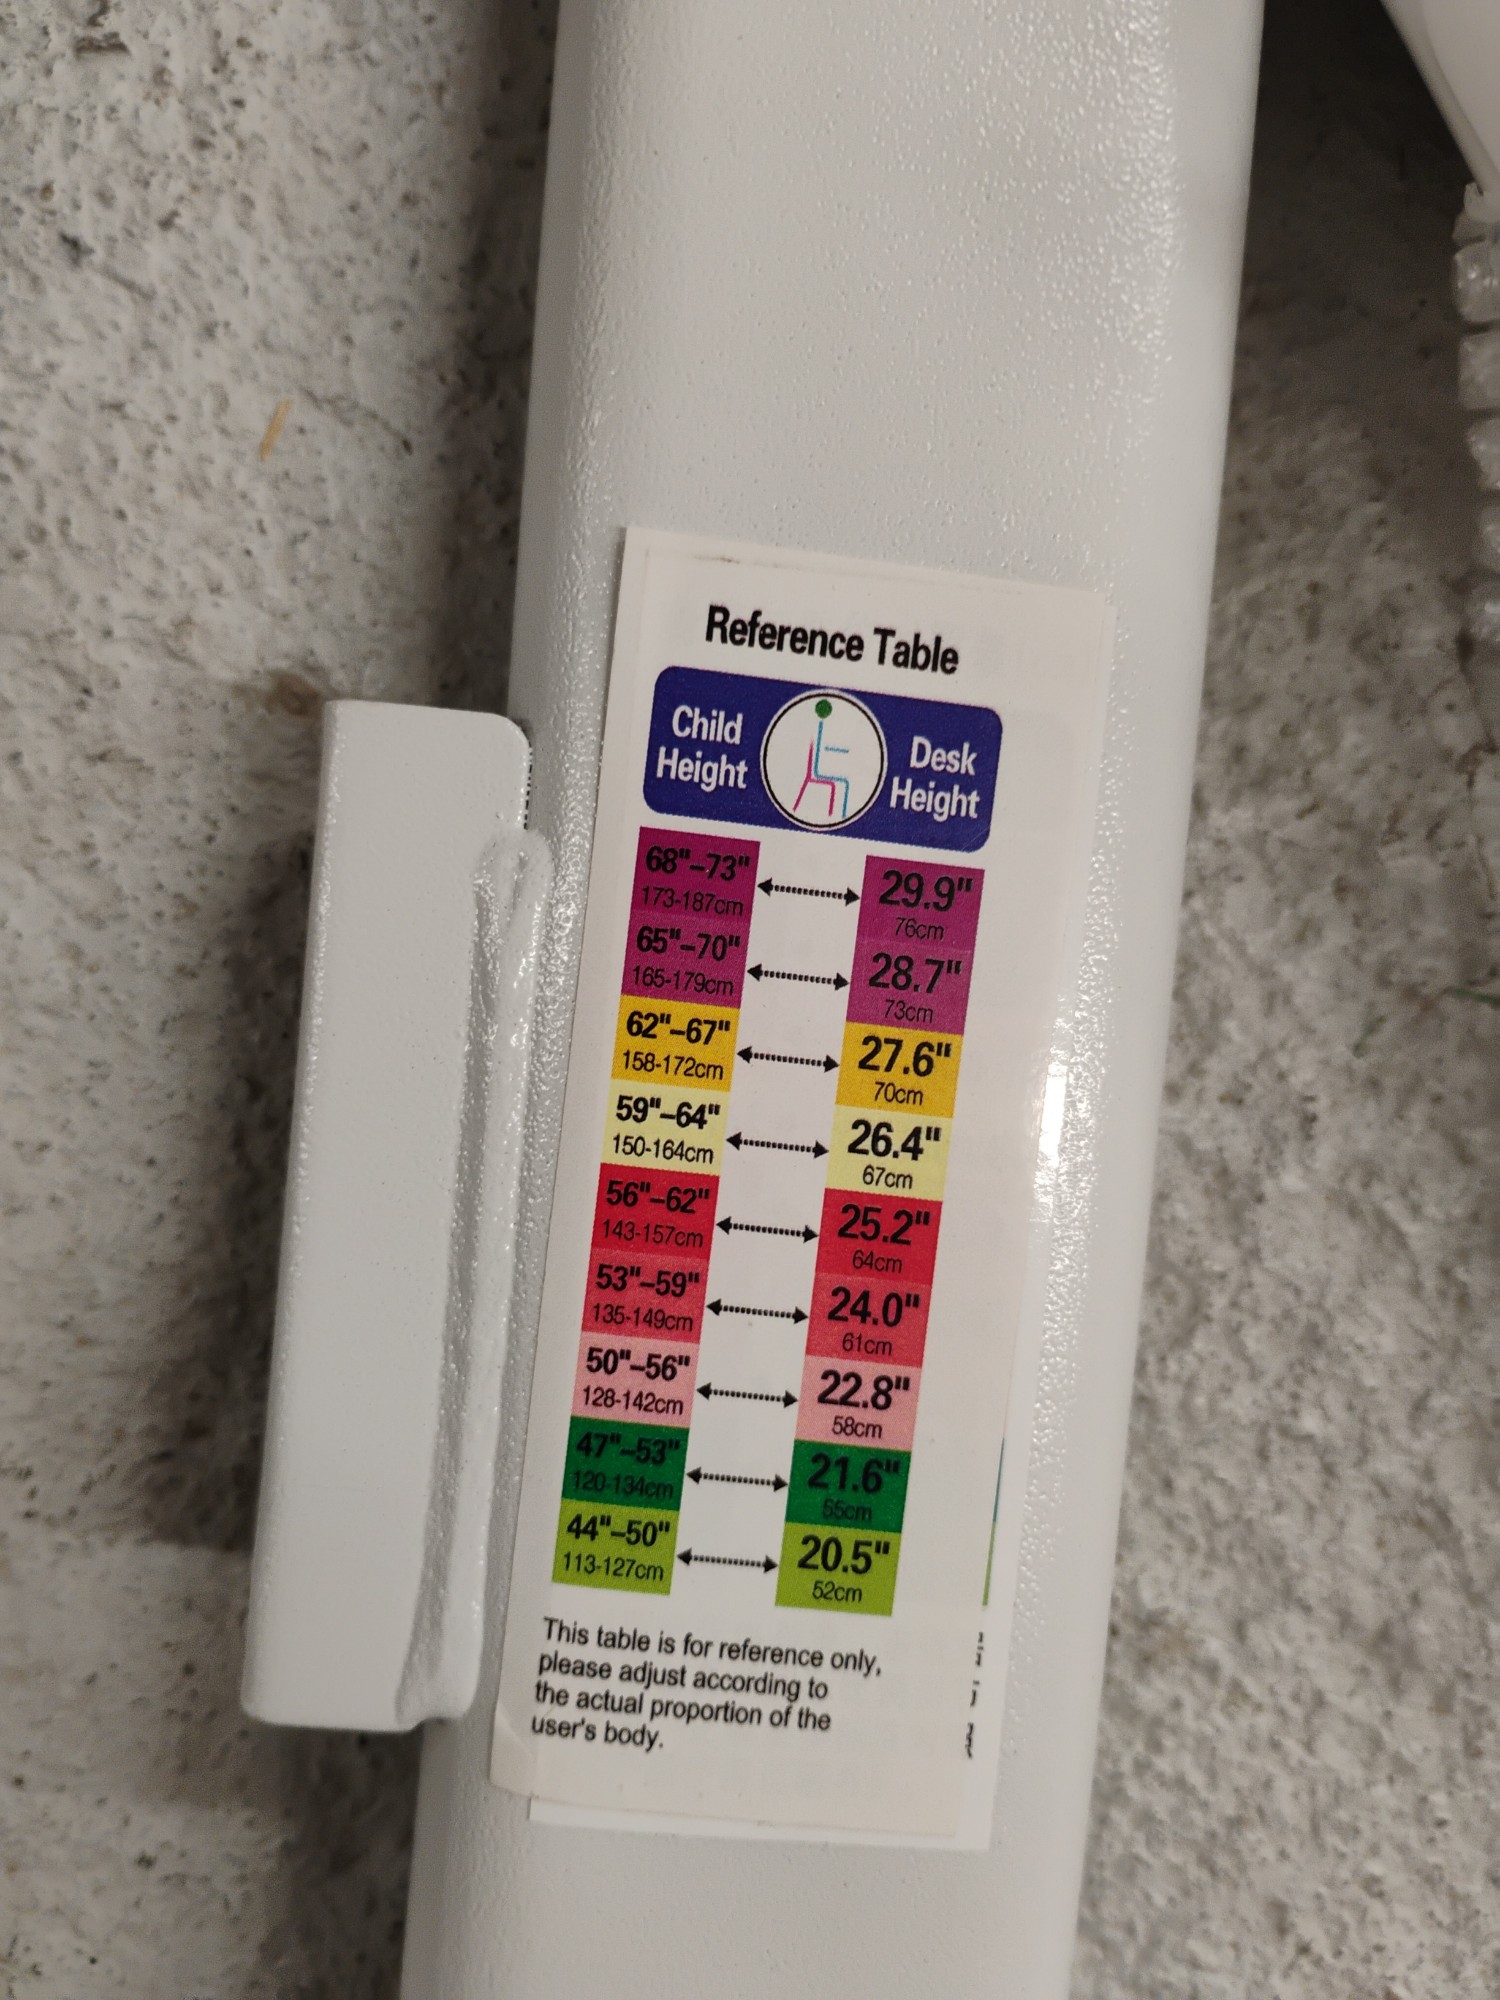 Reference Table
Child Height
Desk Height
68"–73" 29.9"
173-187cm 76cm
65"–70" 28.7"
165-179cm 73cm
62"–67" 27.6"
158-172cm 70cm
59"–64" 26.4"
150-164cm 67cm
56"–62" 25.2"
143-157cm 64cm
53"–59" 24.0"
135-149cm 61cm
50"–56" 22.8"
128-142cm 58cm
47"–53" 21.6"
120-134cm 55cm
44"–50" 20.5"
113-127cm 52cm
This table is for reference only,
please adjust according to
the actual proportion of the
user's body.